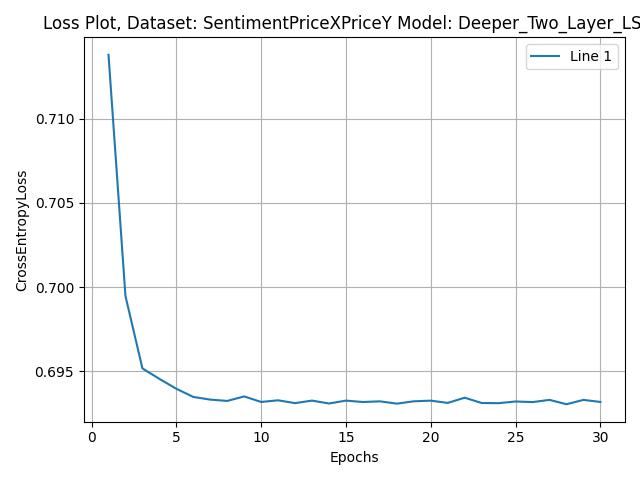 Loss Plot, Dataset: SentimentPriceXPriceY Model: Deeper_Two_Layer_LS
Line 1
0.710
0.705
0.700
0.695
CrossEntropyLoss
0 5 10 15 20 25 30
Epochs